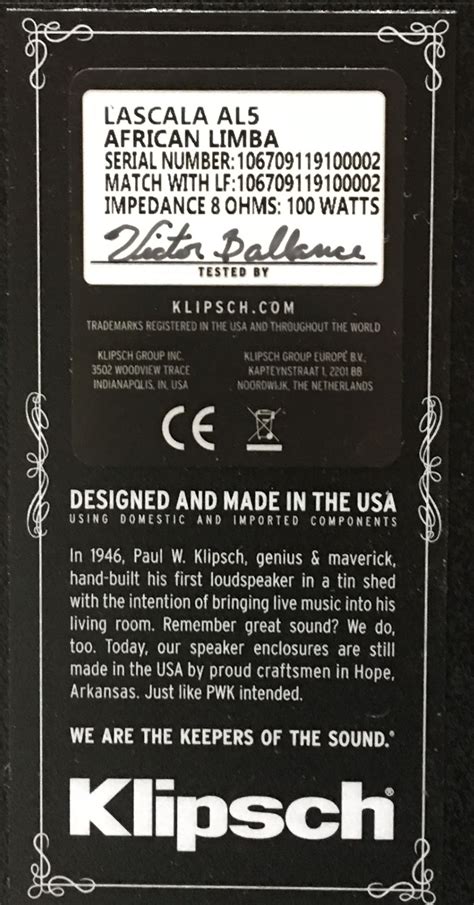 LASCALA AL5
AFRICAN LIMBA
SERIAL NUMBER:106709119100002
MATCH WITH LF:106709119100002
IMPEDANCE 8 OHMS: 100 WATTS
Victor Ballance
TESTED BY
KLIPSCH.COM
TRADEMARKS REGISTERED IN THE USA AND THROUGHOUT THE WORLD
KLIPSCH GROUP INC.
3502 WOODVIEW TRACE
INDIANAPOLIS, IN, USA
KLIPSCH GROUP EUROPE B.V.
KAPTEYNSTRAAT 1, 2201 BB
NOORDWIJK, THE NETHERLANDS
CE
DESIGNED AND MADE IN THE USA
USING DOMESTIC AND IMPORTED COMPONENTS
In 1946, Paul W. Klipsch, genius & maverick,
hand-built his first loudspeaker in a tin shed
with the intention of bringing live music into his
living room. Remember great sound? We do,
too. Today, our speaker enclosures are still
made in the USA by proud craftsmen in Hope,
Arkansas. Just like PWK intended.
WE ARE THE KEEPERS OF THE SOUND.®
Klipsch®